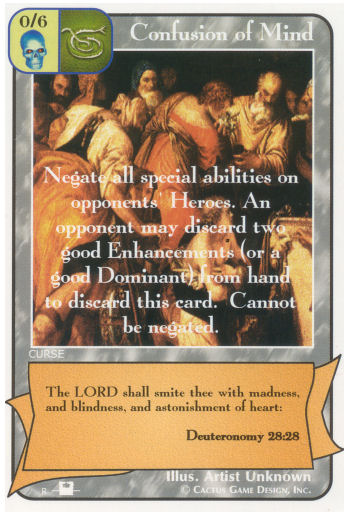 0/6
Confusion of Mind
Negate all special abilities on
opponents' Heroes. An
opponent may discard two
good Enhancements (or a
good Dominant) from hand
to discard this card. Cannot
be negated.
CURSE
The LORD shall smite thee with madness,
and blindness, and astonishment of heart:
Deuteronomy 28:28
Illus. Artist Unknown
R
© Cactus Game Design, Inc.